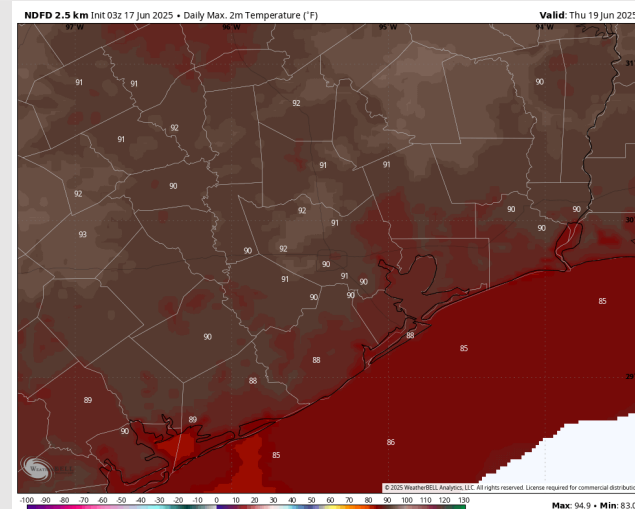 NDFD 2.5 km Init 03z 17 Jun 2025 • Daily Max. 2m Temperature (°F) Valid: Thu 19 Jun 2025
97°W 96°W 95°W 94°W
31
91 91 90
92
92
91
91 91
90
92
92 90 90
91
93 90
90 92
90
91 91 90
90 90
85
90 88
85
88
88
89
89
90
86
85
30
29
WeatherBELL
© 2025 WeatherBELL Analytics, LLC. All rights reserved. License required for commercial distributio
-100 -90 -80 -70 -60 -50 -40 -30 -20 -10 0 10 20 30 40 50 60 70 80 90 100 110 120 130
Max: 94.9 • Min: 83.0